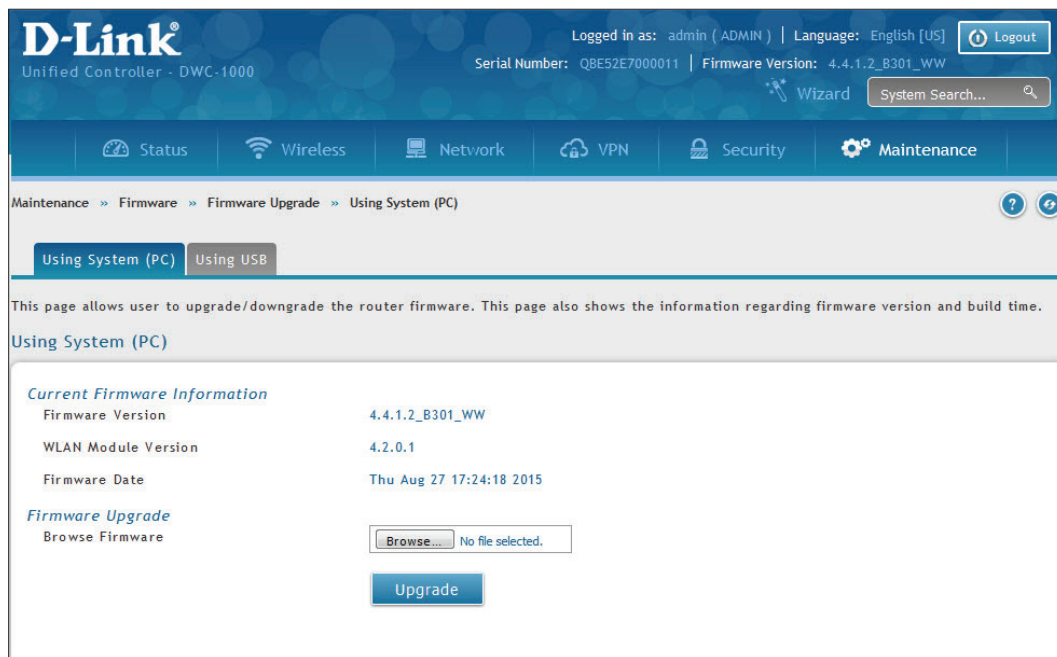 D-Link®
Unified Controller - DWC-1000
Logged in as: admin ( ADMIN ) | Language: English [US]
Logout
Serial Number: QBE52E7000011 | Firmware Version: 4.4.1.2_B301_WW
Wizard
System Search...
Status
Wireless
Network
VPN
Security
Maintenance
Maintenance » Firmware » Firmware Upgrade » Using System (PC)
?
Using System (PC)
Using USB
This page allows user to upgrade/downgrade the router firmware. This page also shows the information regarding firmware version and build time.
Using System (PC)
Current Firmware Information
Firmware Version 4.4.1.2_B301_WW
WLAN Module Version 4.2.0.1
Firmware Date Thu Aug 27 17:24:18 2015
Firmware Upgrade
Browse Firmware Browse... No file selected.
Upgrade